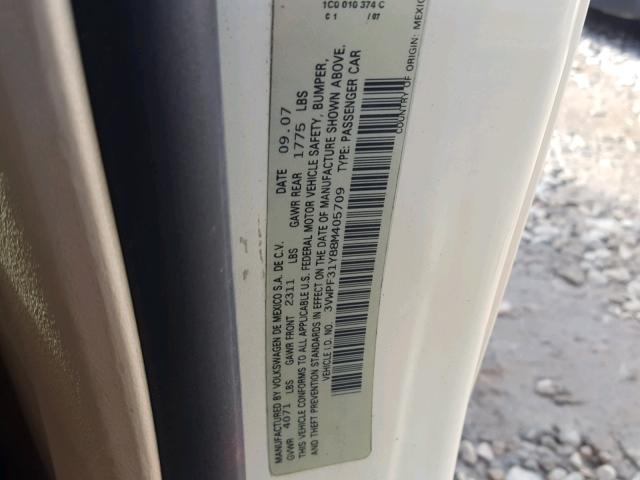 1C0 010 374 C
C 1 / 07
MANUFACTURED BY VOLKSWAGEN DE MEXICO S.A. DE C.V. DATE 09.07
GVWR 4071 LBS GAWR FRONT 2311 LBS GAWR REAR 1775 LBS
THIS VEHICLE CONFORMS TO ALL APPLICABLE U.S. FEDERAL MOTOR VEHICLE SAFETY, BUMPER,
AND THEFT PREVENTION STANDARDS IN EFFECT ON THE DATE OF MANUFACTURE SHOWN ABOVE.
VEHICLE I.D. NO. 3VWPF31Y88M405709 TYPE: PASSENGER CAR
COUNTRY OF ORIGIN: MEXICO